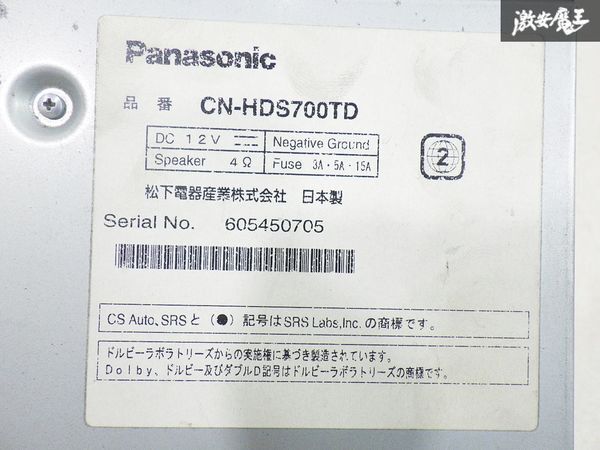 激安魔王
Panasonic
品 番 CN-HDS700TD
DC 12V Negative Ground
Speaker 4Ω Fuse 3A・5A・15A
2
松下電器産業株式会社 日本製
Serial No. 605450705
CS Auto, SRSと（●）記号はSRS Labs,Inc.の商標です。
ドルビーラボラトリーズからの実施権に基づき製造されています。
Dolby、ドルビー及びダブルD記号はドルビーラボラトリーズの商標です。